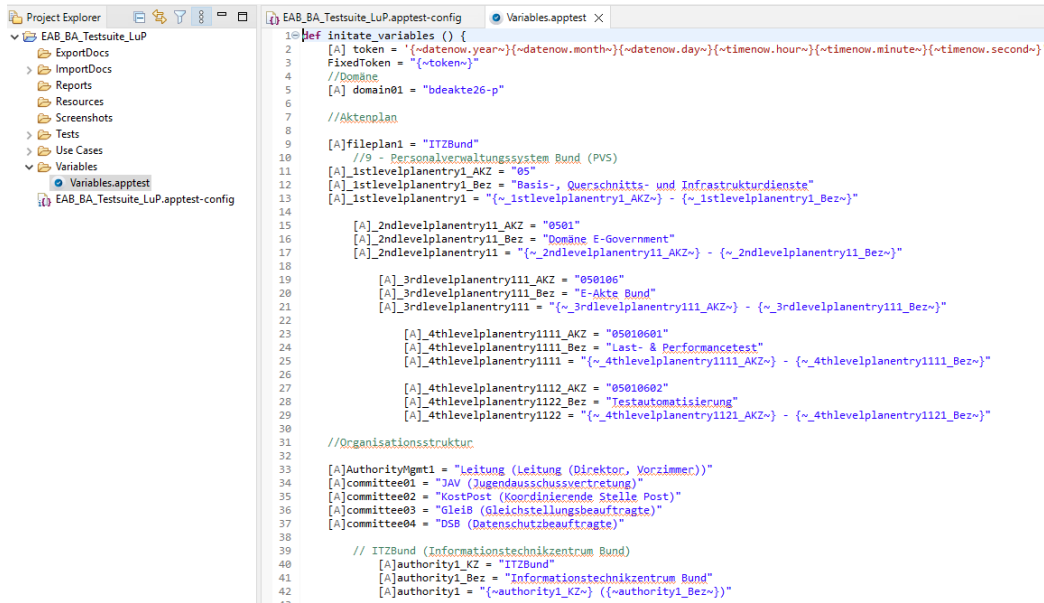 Project Explorer
EAB_BA_Testsuite_LuP
ExportDocs
ImportDocs
Reports
Resources
Screenshots
Tests
Use Cases
Variables
Variables.apptest
EAB_BA_Testsuite_LuP.apptest-config
EAB_BA_Testsuite_LuP.apptest-config
Variables.apptest
1 def initate_variables () {
2 [A] token = '{~datenow.year~}{~datenow.month~}{~datenow.day~}{~timenow.hour~}{~timenow.minute~}{~timenow.second~}
3 FixedToken = "{~token~}"
4 //Domäne
5 [A] domain01 = "bdeakte26-p"
6
7 //Aktenplan
8
9 [A]fileplan1 = "ITZBund"
10 //9 - Personalverwaltungssystem Bund (PVS)
11 [A]_1stlevelplanentry1_AKZ = "05"
12 [A]_1stlevelplanentry1_Bez = "Basis-, Querschnitts- und Infrastrukturdienste"
13 [A]_1stlevelplanentry1 = "{~_1stlevelplanentry1_AKZ~} - {~_1stlevelplanentry1_Bez~}"
14
15 [A]_2ndlevelplanentry11_AKZ = "0501"
16 [A]_2ndlevelplanentry11_Bez = "Domäne E-Government"
17 [A]_2ndlevelplanentry11 = "{~_2ndlevelplanentry11_AKZ~} - {~_2ndlevelplanentry11_Bez~}"
18
19 [A]_3rdlevelplanentry111_AKZ = "050106"
20 [A]_3rdlevelplanentry111_Bez = "E-Akte Bund"
21 [A]_3rdlevelplanentry111 = "{~_3rdlevelplanentry111_AKZ~} - {~_3rdlevelplanentry111_Bez~}"
22
23 [A]_4thlevelplanentry1111_AKZ = "05010601"
24 [A]_4thlevelplanentry1111_Bez = "Last- & Performancetest"
25 [A]_4thlevelplanentry1111 = "{~_4thlevelplanentry1111_AKZ~} - {~_4thlevelplanentry1111_Bez~}"
26
27 [A]_4thlevelplanentry1112_AKZ = "05010602"
28 [A]_4thlevelplanentry1122_Bez = "Testautomatisierung"
29 [A]_4thlevelplanentry1122 = "{~_4thlevelplanentry1121_AKZ~} - {~_4thlevelplanentry1121_Bez~}"
30
31 //Organisationsstruktur
32
33 [A]AuthorityMgmt1 = "Leitung (Leitung (Direktor, Vorzimmer))"
34 [A]committee01 = "JAV (Jugendausschussvertretung)"
35 [A]committee02 = "KostPost (Koordinierende Stelle Post)"
36 [A]committee03 = "GleiB (Gleichstellungsbeauftragte)"
37 [A]committee04 = "DSB (Datenschutzbeauftragte)"
38
39 // ITZBund (Informationstechnikzentrum Bund)
40 [A]authority1_KZ = "ITZBund"
41 [A]authority1_Bez = "Informationstechnikzentrum Bund"
42 [A]authority1 = "{~authority1_KZ~} ({~authority1_Bez~})"